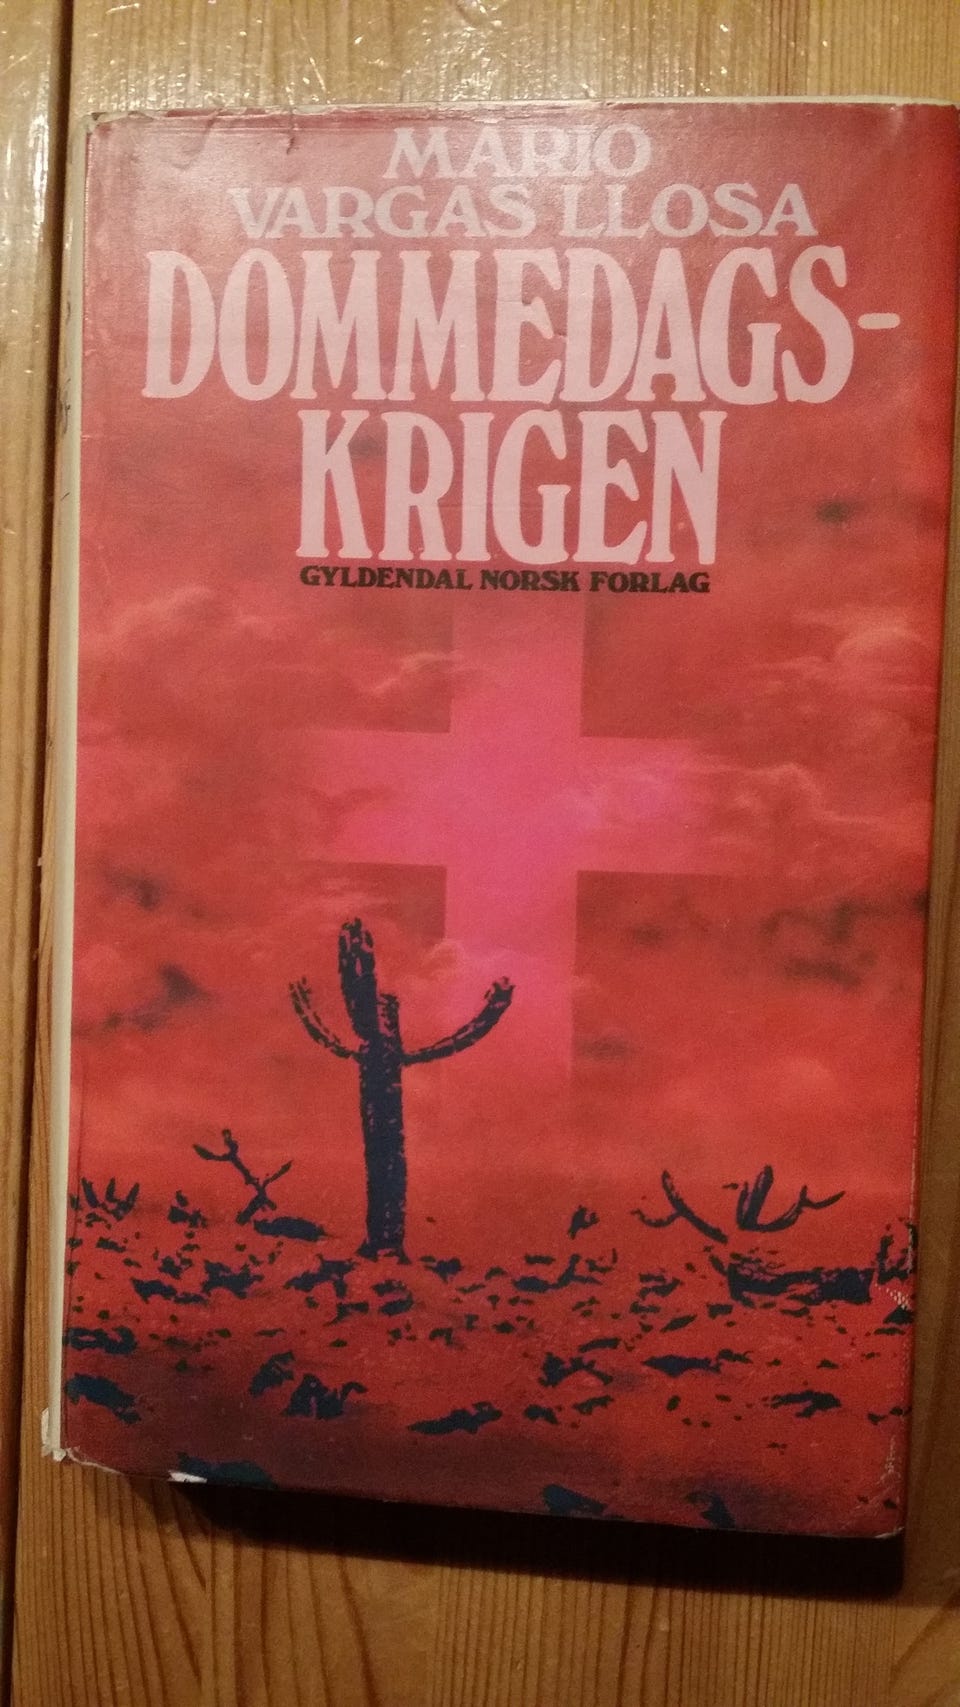 MARIO
VARGAS LLOSA
DOMMEDAGS-
KRIGEN
GYLDENDAL NORSK FORLAG